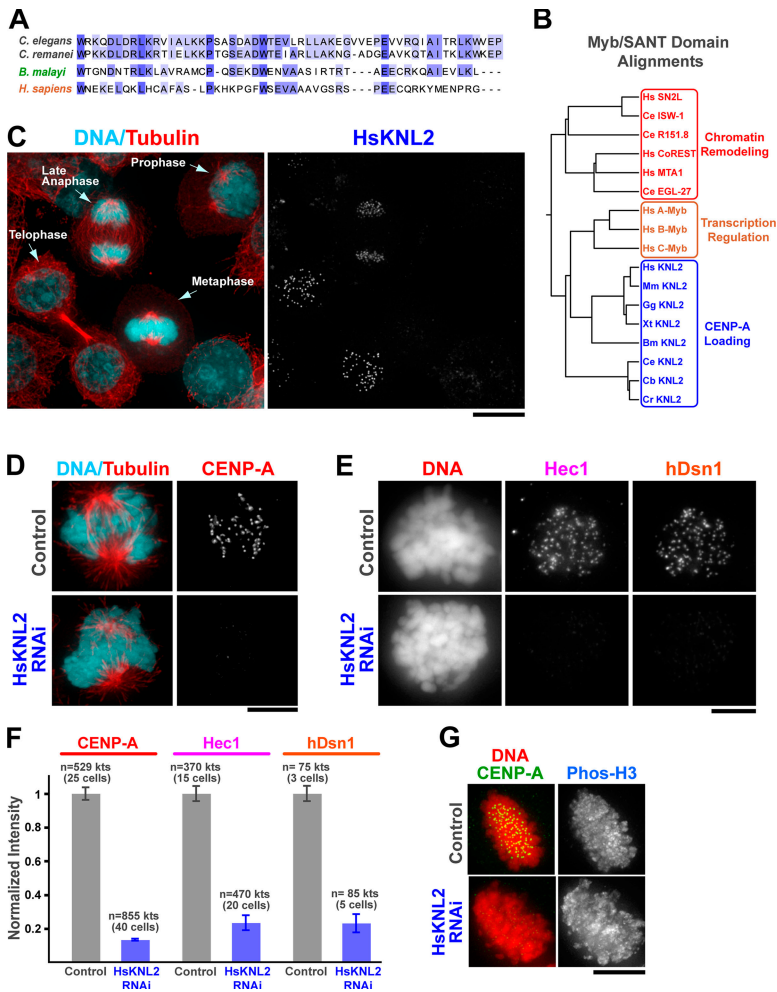 A
C. elegans WRKQDLDRLKRVIALKKPSASDADWTEVLRLLAKEGVVEPEVVRQIAITRLKWVEP
C. remanei WPKKDLDRLKRTIELKKPTGSEADWTEIARLLAKNG-ADGEAVKQIAITKLKWKEP
B. malayi WTGNDNTRLKLAVRAMCP-QSEKDWENVAASIRTRT---AEECRKQAIEVLKL---
H. sapiens WNEKELQKLHCAFASL-PKHKPGFWSEVAAAVGSRS---PEECQRKYMENPRG---
B
Myb/SANT Domain
Alignments
Hs SN2L
Ce ISW-1
Ce R151.8
Hs CoREST
Hs MTA1
Ce EGL-27
Chromatin
Remodeling
Hs A-Myb
Hs B-Myb
Hs C-Myb
Transcription
Regulation
Hs KNL2
Mm KNL2
Gg KNL2
Xt KNL2
Bm KNL2
Ce KNL2
Cb KNL2
Cr KNL2
CENP-A
Loading
C
DNA/Tubulin
HsKNL2
Prophase
Late
Anaphase
Telophase
Metaphase
D
DNA/Tubulin
CENP-A
Control
HsKNL2
RNAi
E
DNA
Hec1
hDsn1
Control
HsKNL2
RNAi
F
CENP-A
Hec1
hDsn1
n=529 kts
(25 cells)
n=370 kts
(15 cells)
n= 75 kts
(3 cells)
n=855 kts
(40 cells)
n=470 kts
(20 cells)
n= 85 kts
(5 cells)
Normalized Intensity
1
0.8
0.6
0.4
0.2
Control
HsKNL2
RNAi
Control
HsKNL2
RNAi
Control
HsKNL2
RNAi
G
DNA
CENP-A
Phos-H3
Control
HsKNL2
RNAi